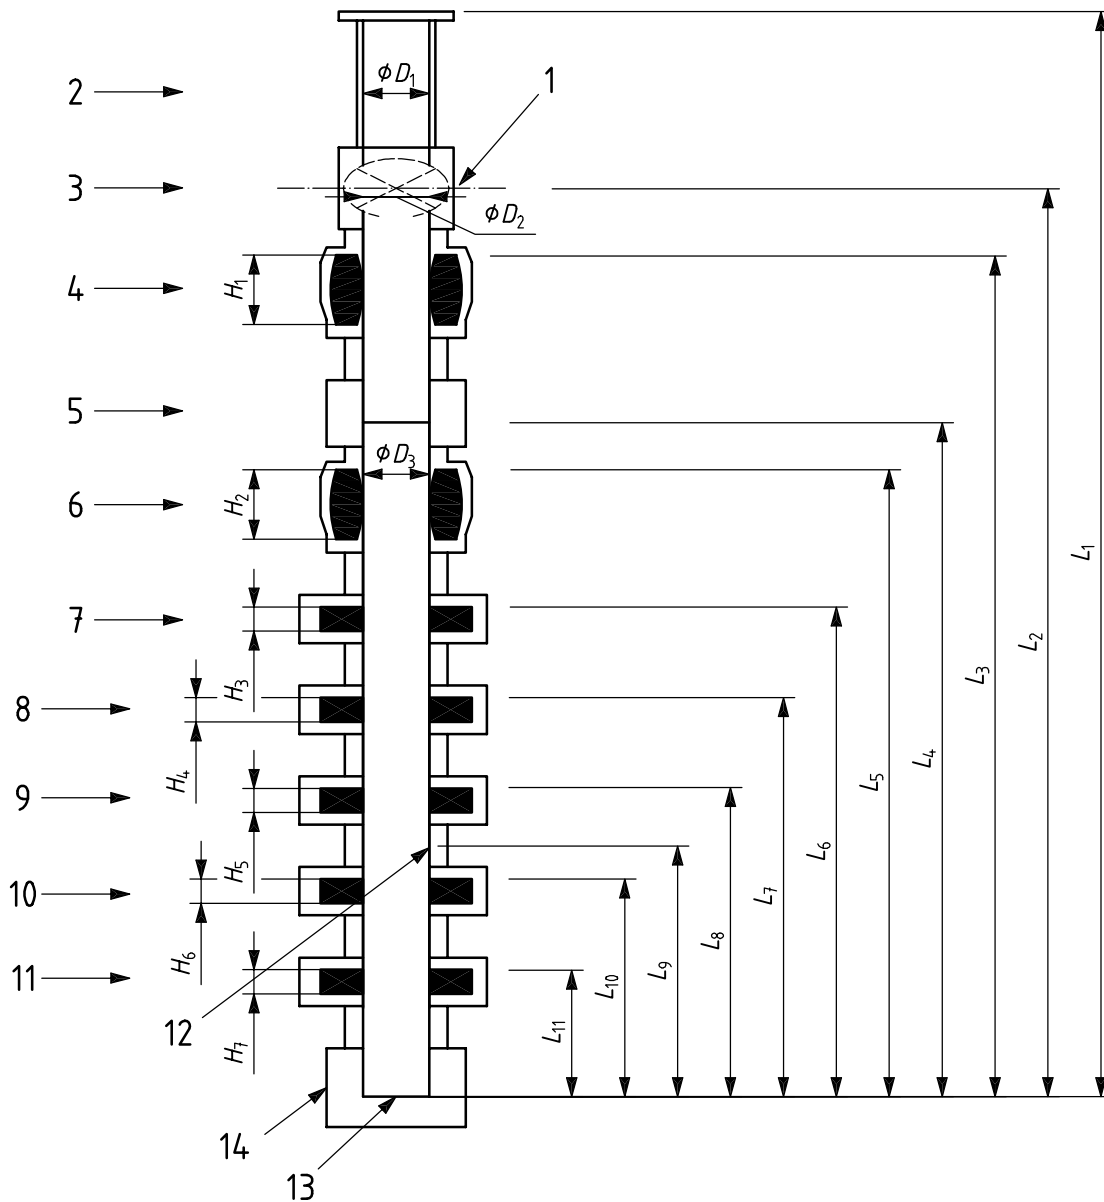 ϕD₁
1
2
3
ϕD₂
4
H₁
5
ϕD₃
6
H₂
7
H₃
8
H₄
9
H₅
10
H₆
11
H₇
12
13
14
L₁
L₂
L₃
L₄
L₅
L₆
L₇
L₈
L₉
L₁₀
L₁₁